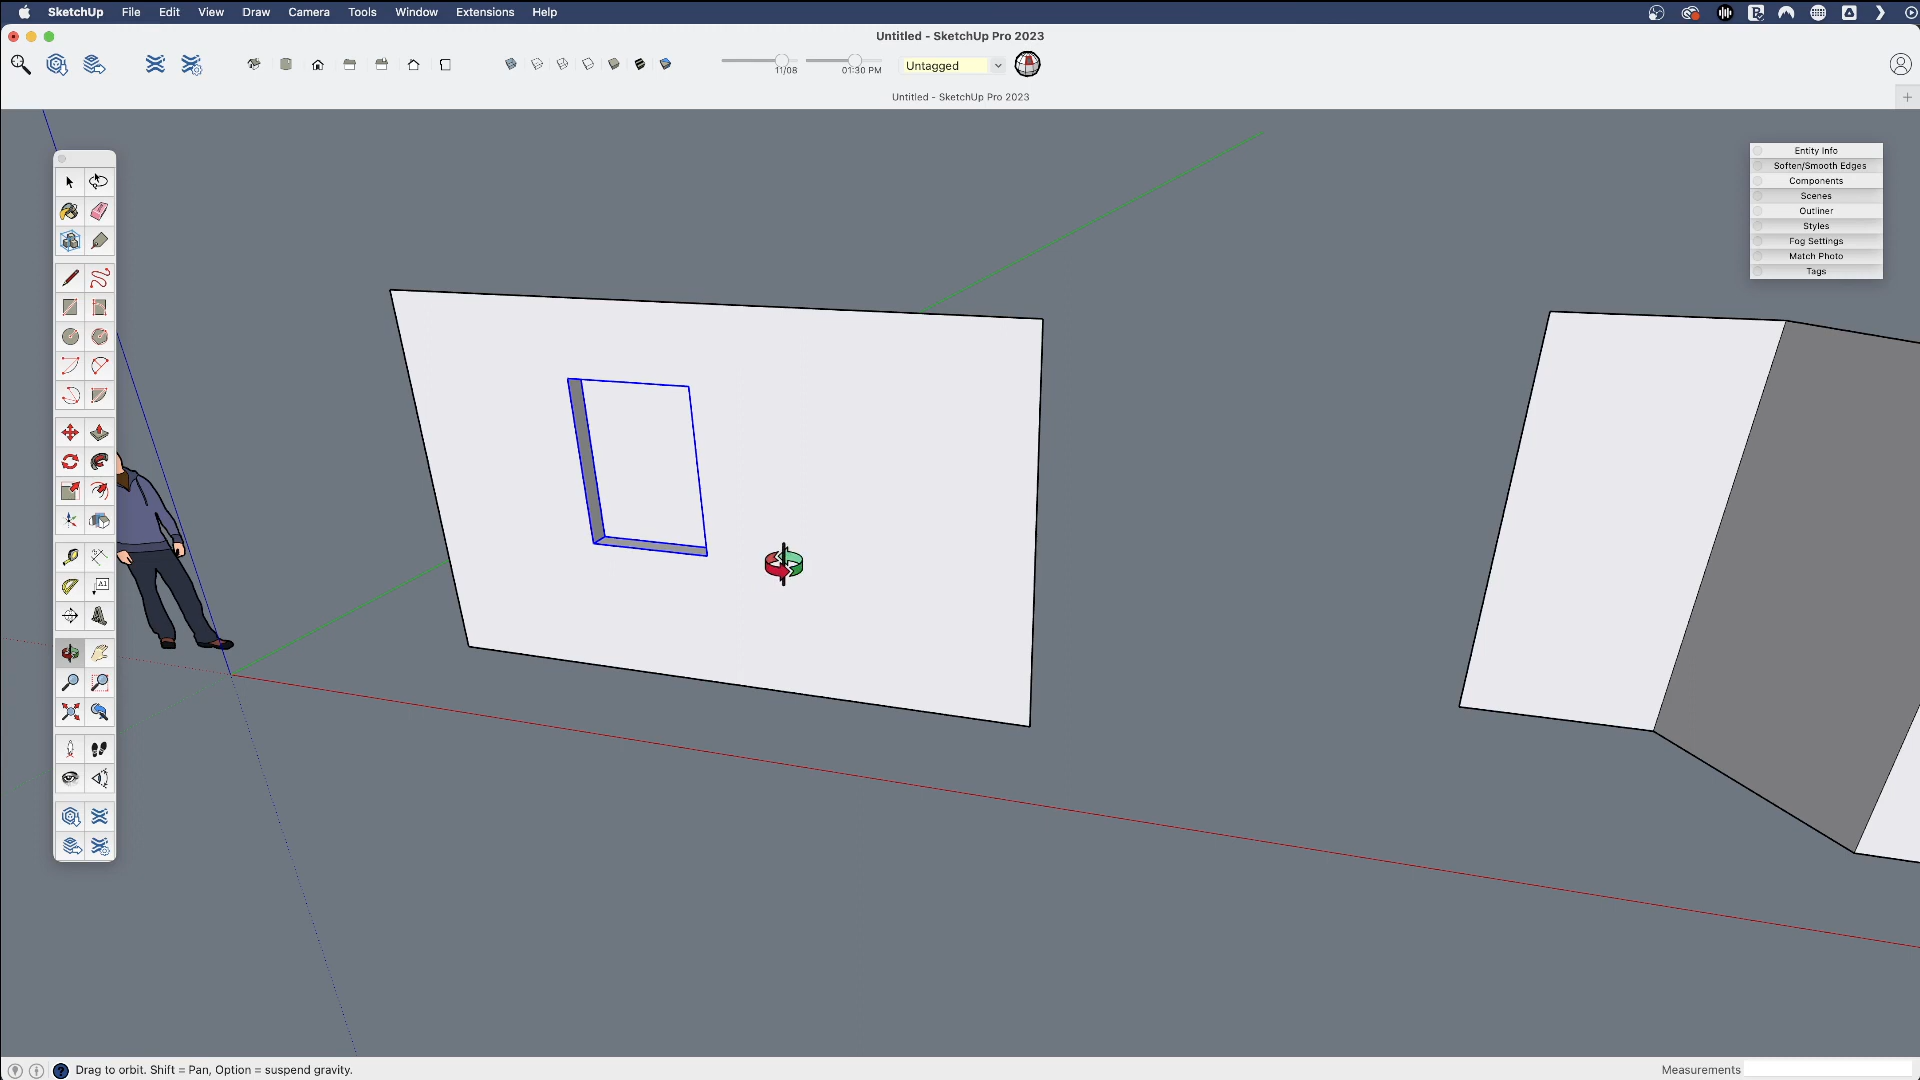 SketchUp File Edit View Draw Camera Tools Window Extensions Help
Untitled - SketchUp Pro 2023
11/08 01:30 PM Untagged
Untitled - SketchUp Pro 2023
Entity Info
Soften/Smooth Edges
Components
Scenes
Outliner
Styles
Fog Settings
Match Photo
Tags
A1
Drag to orbit. Shift = Pan, Option = suspend gravity. Measurements